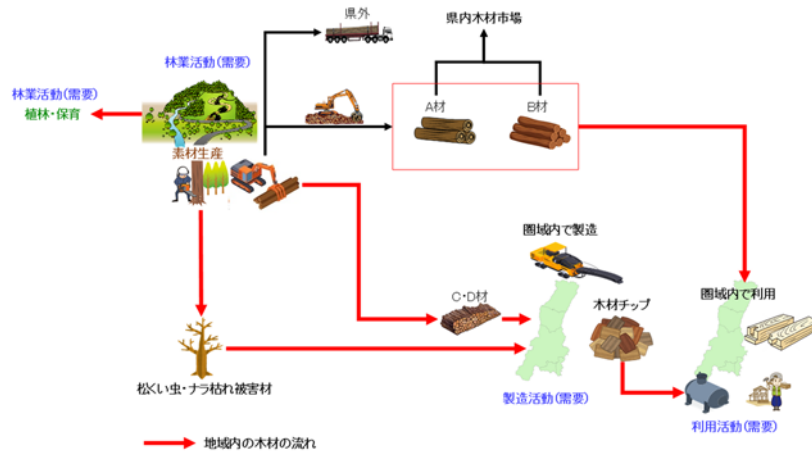 県外
県内木材市場
林業活動(需要)
林業活動(需要)
植林・保育
A材
B材
素材生産
圏域内で製造
C・D材
木材チップ
圏域内で利用
松くい虫・ナラ枯れ被害材
製造活動(需要)
利用活動(需要)
地域内の木材の流れ